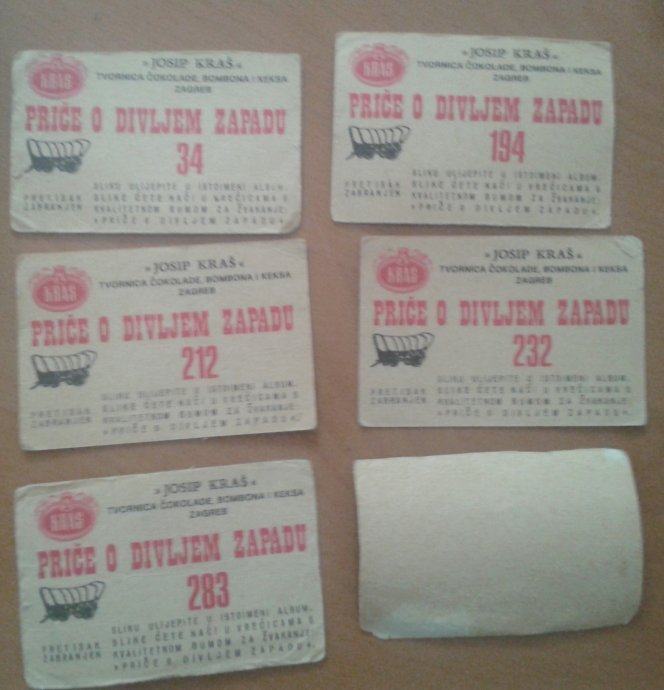 KRAŠ
» JOSIP KRAŠ «
TVORNICA ČOKOLADE, BOMBONA I KEKSA
ZAGREB
PRIČE O DIVLJEM ZAPADU
34
PRETISAK
ZABRANJEN
SLIKU ULIJEPITE U ISTOIMENI ALBUM.
SLIKE ĆETE NAĆI U VREĆICAMA S
KVALITETNOM GUMOM ZA ŽVAKANJE:
»PRIČE O DIVLJEM ZAPADU«.
KRAŠ
»JOSIP KRAŠ«
TVORNICA ČOKOLADE, BOMBONA I KEKSA
ZAGREB
PRIČE O DIVLJEM ZAPADU
194
PRETISAK
ZABRANJEN
SLIKU ULIJEPITE U ISTOIMENI ALBUM.
SLIKE ĆETE NAĆI U VREĆICAMA S
KVALITETNOM GUMOM ZA ŽVAKANJE:
»PRIČE O DIVLJEM ZAPADU«.
KRAŠ
»JOSIP KRAŠ«
TVORNICA ČOKOLADE, BOMBONA I KEKSA
ZAGREB
PRIČE O DIVLJEM ZAPADU
212
PRETISAK
ZABRANJEN
SLIKU ULIJEPITE U ISTOIMENI ALBUM.
SLIKE ĆETE NAĆI U VREĆICAMA S
KVALITETNOM GUMOM ZA ŽVAKANJE:
»PRIČE O DIVLJEM ZAPADU«.
KRAŠ
»JOSIP KRAŠ«
TVORNICA ČOKOLADE, BOMBONA I KEKSA
ZAGREB
PRIČE O DIVLJEM ZAPADU
232
PRETISAK
ZABRANJEN
SLIKU ULIJEPITE U ISTOIMENI ALBUM.
SLIKE ĆETE NAĆI U VREĆICAMA S
KVALITETNOM GUMOM ZA ŽVAKANJE:
»PRIČE O DIVLJEM ZAPADU«.
KRAŠ
»JOSIP KRAŠ«
TVORNICA ČOKOLADE, BOMBONA I KEKSA
ZAGREB
PRIČE O DIVLJEM ZAPADU
283
PRETISAK
ZABRANJEN
SLIKU ULIJEPITE U ISTOIMENI ALBUM.
SLIKE ĆETE NAĆI U VREĆICAMA S
KVALITETNOM GUMOM ZA ŽVAKANJE:
»PRIČE O DIVLJEM ZAPADU«.